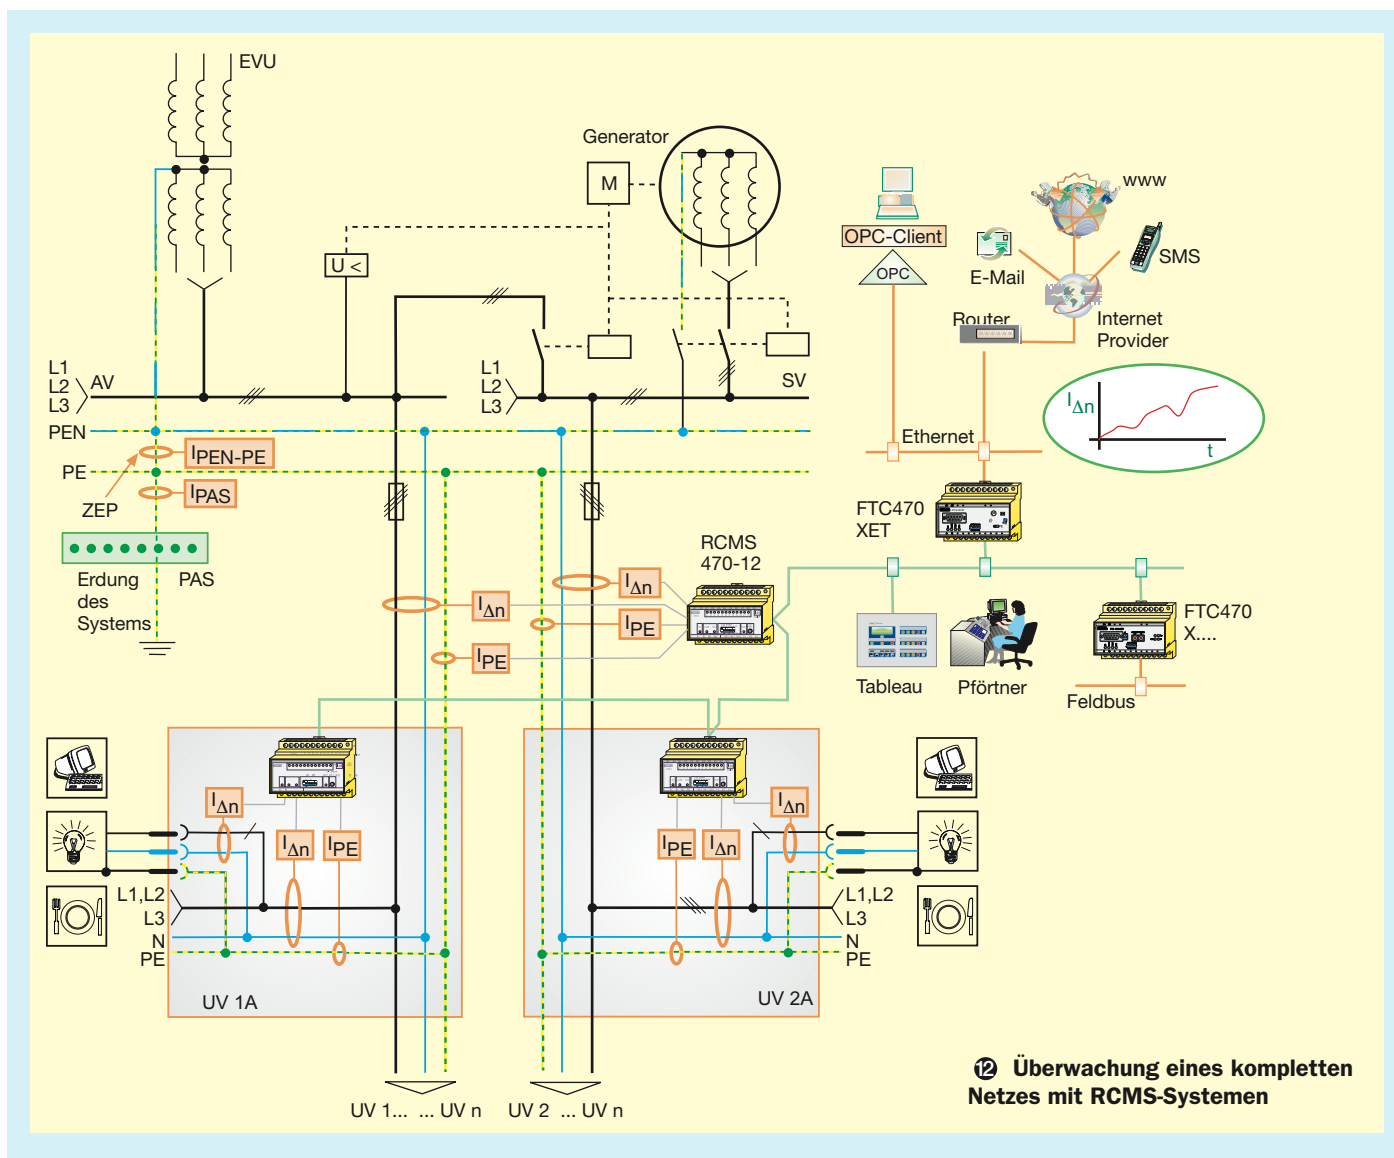 EVU
Generator
M
U <
L1
L2
L3
AV
L1
L2
L3
SV
PEN
PE
IPEN-PE
IPAS
ZEP
Erdung
des
Systems
PAS
OPC-Client
OPC
www
E-Mail
SMS
Router
Internet
Provider
Ethernet
IΔn
t
FTC470
XET
RCMS
470-12
IΔn
IΔn
IPE
IPE
Tableau
Pförtner
FTC470
X....
Feldbus
IΔn
IΔn
IPE
L1,L2
L3
N
PE
UV 1A
IΔn
IPE
IΔn
L1,L2
L3
N
PE
UV 2A
UV 1... ... UV n
UV 2 ... UV n
12 Überwachung eines kompletten
Netzes mit RCMS-Systemen